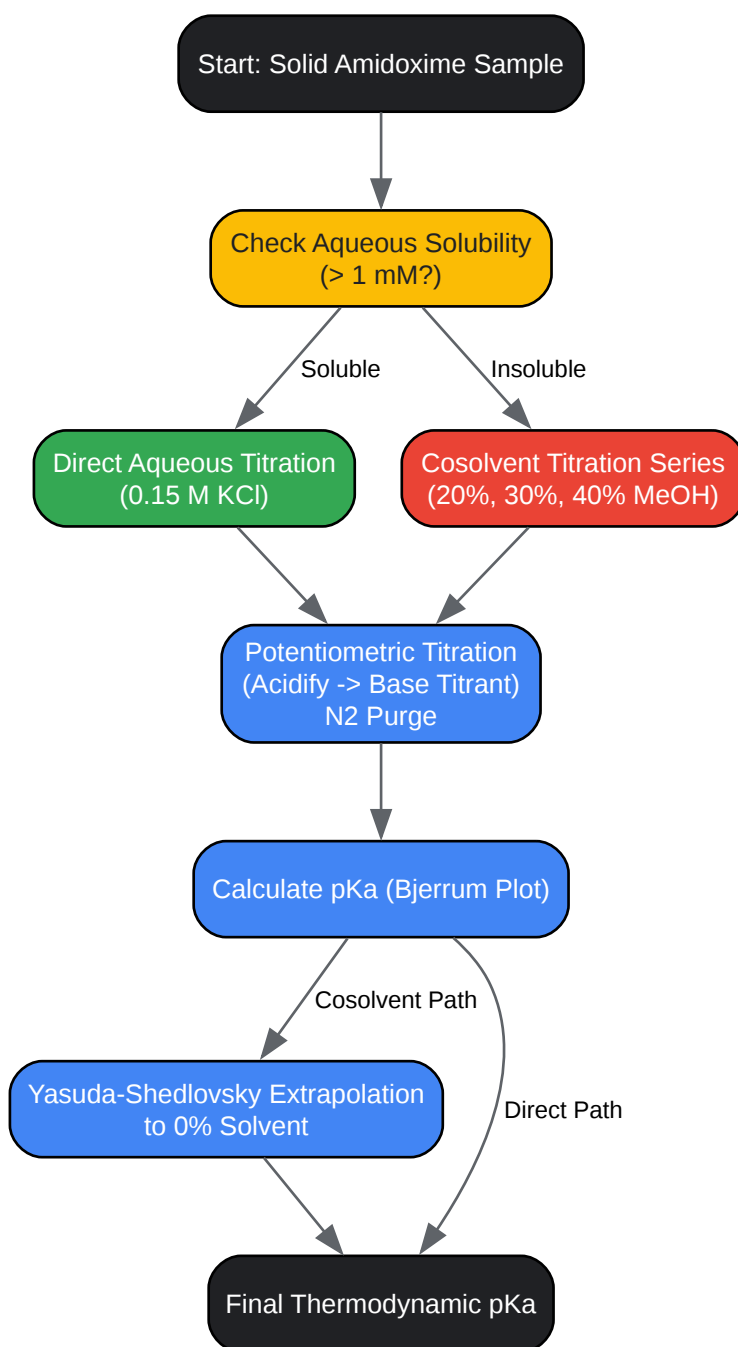 Start: Solid Amidoxime Sample
Check Aqueous Solubility
(> 1 mM?)
Soluble
Insoluble
Direct Aqueous Titration
(0.15 M KCl)
Cosolvent Titration Series
(20%, 30%, 40% MeOH)
Potentiometric Titration
(Acidify -> Base Titrant)
N2 Purge
Calculate pKa (Bjerrum Plot)
Cosolvent Path
Yasuda-Shedlovsky Extrapolation
to 0% Solvent
Direct Path
Final Thermodynamic pKa